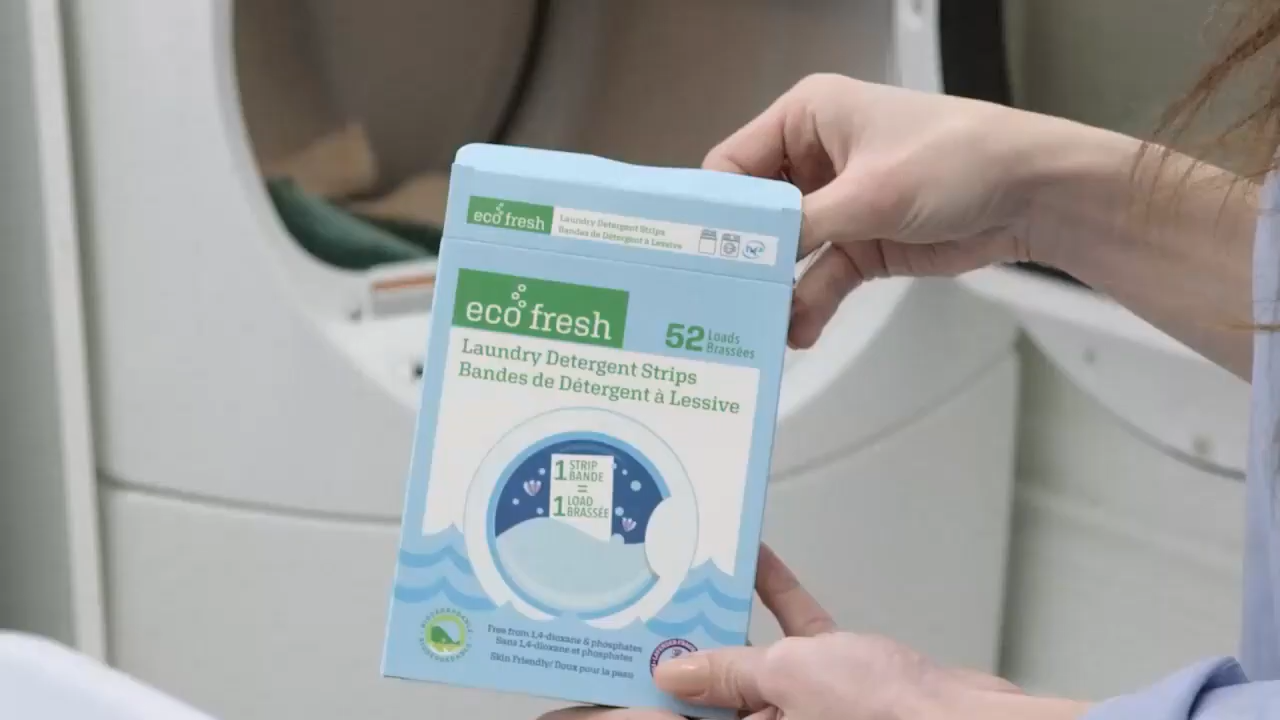 eco fresh
Laundry Detergent Strips
Bandes de Détergent à Lessive
eco fresh
52 Loads
Brassées
Laundry Detergent Strips
Bandes de Détergent à Lessive
1 STRIP
BANDE
=
1 LOAD
BRASSÉE
BIODEGRADABLE
Free from 1,4-dioxane & phosphates
Sans 1,4-dioxane et phosphates
Skin Friendly/ Doux pour la peau